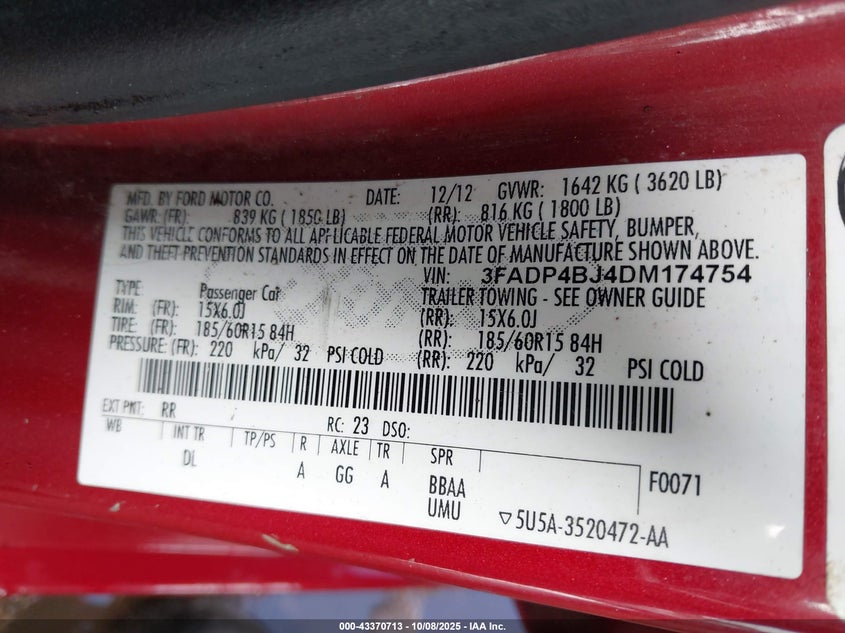 MFD. BY FORD MOTOR CO. DATE: 12/12 GVWR: 1642 KG ( 3620 LB)
GAWR: (FR): 839 KG ( 1850 LB) (RR): 816 KG ( 1800 LB)
THIS VEHICLE CONFORMS TO ALL APPLICABLE FEDERAL MOTOR VEHICLE SAFETY, BUMPER,
AND THEFT PREVENTION STANDARDS IN EFFECT ON THE DATE OF MANUFACTURE SHOWN ABOVE.
VIN: 3FADP4BJ4DM174754
TYPE: Passenger Car TRAILER TOWING - SEE OWNER GUIDE
RIM: (FR): 15X6.0J (RR): 15X6.0J
TIRE: (FR): 185/60R15 84H (RR): 185/60R15 84H
PRESSURE: (FR): 220 kPa/ 32 PSI COLD (RR): 220 kPa/ 32 PSI COLD
EXT PNT: RR RC: 23 DSO:
WB INT TR TP/PS R AXLE TR SPR
DL A GG A BBAA F0071
UMU ▽5U5A-3520472-AA
000-43370713 - 10/08/2025 - IAA Inc.